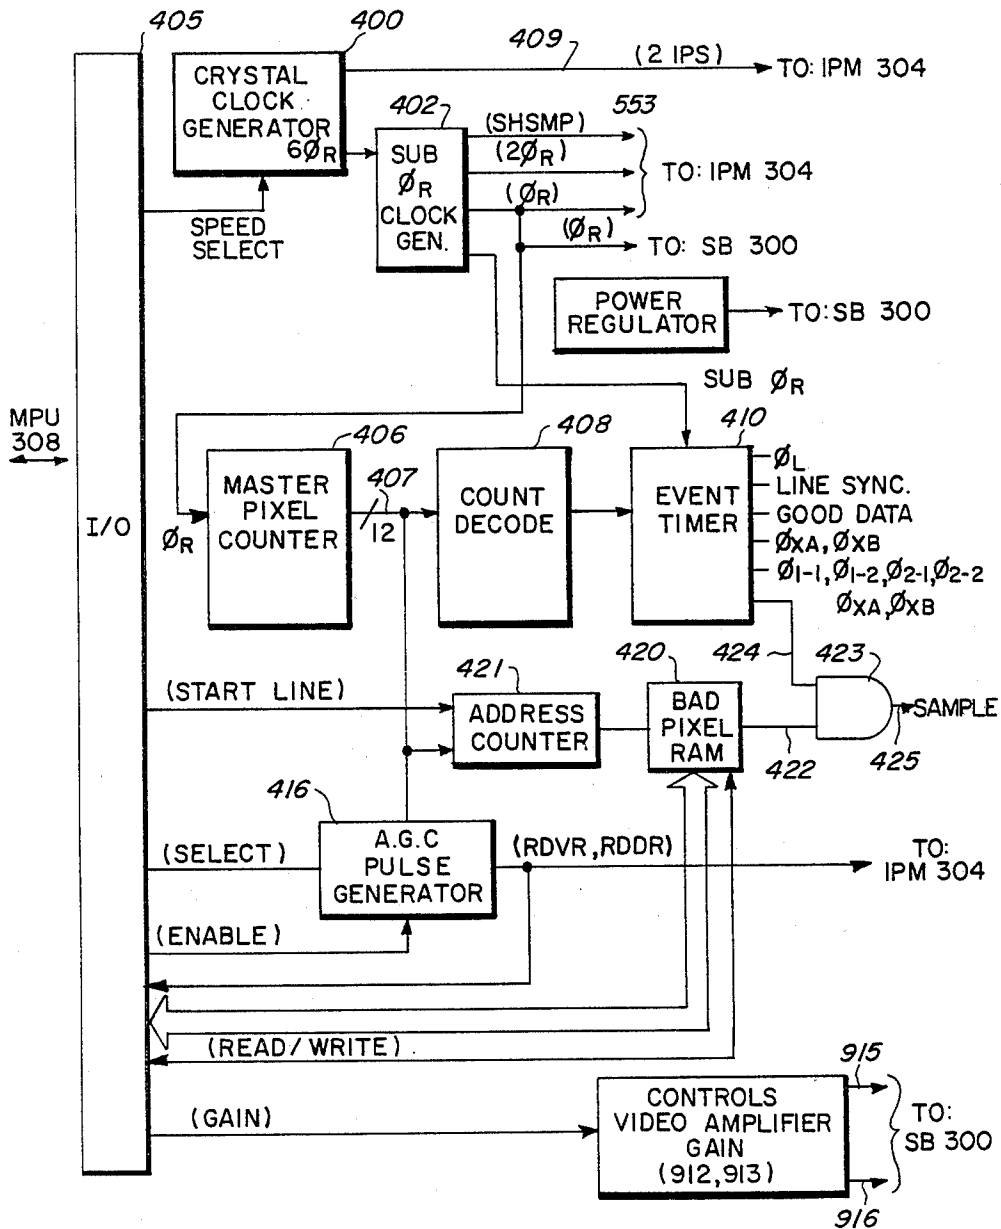 405
400
409
(2 IPS)
TO: IPM 304
CRYSTAL
CLOCK
GENERATOR
6ØR
402
SUB
ØR
CLOCK
GEN.
(SHSMP)
553
(2ØR)
TO: IPM 304
(ØR)
(ØR)
TO: SB 300
SPEED
SELECT
POWER
REGULATOR
TO: SB 300
SUB ØR
MPU
308
I/O
406
407
408
410
MASTER
PIXEL
COUNTER
ØR
12
COUNT
DECODE
EVENT
TIMER
ØL
LINE SYNC.
GOOD DATA
ØXA, ØXB
Ø1-1, Ø1-2, Ø2-1, Ø2-2
ØXA, ØXB
424
423
420
421
(START LINE)
ADDRESS
COUNTER
BAD
PIXEL
RAM
SAMPLE
422
425
416
A.G.C
PULSE
GENERATOR
(SELECT)
(RDVR, RDDR)
TO:
IPM 304
(ENABLE)
(READ/WRITE)
(GAIN)
CONTROLS
VIDEO AMPLIFIER
GAIN
(912, 913)
915
TO:
SB 300
916